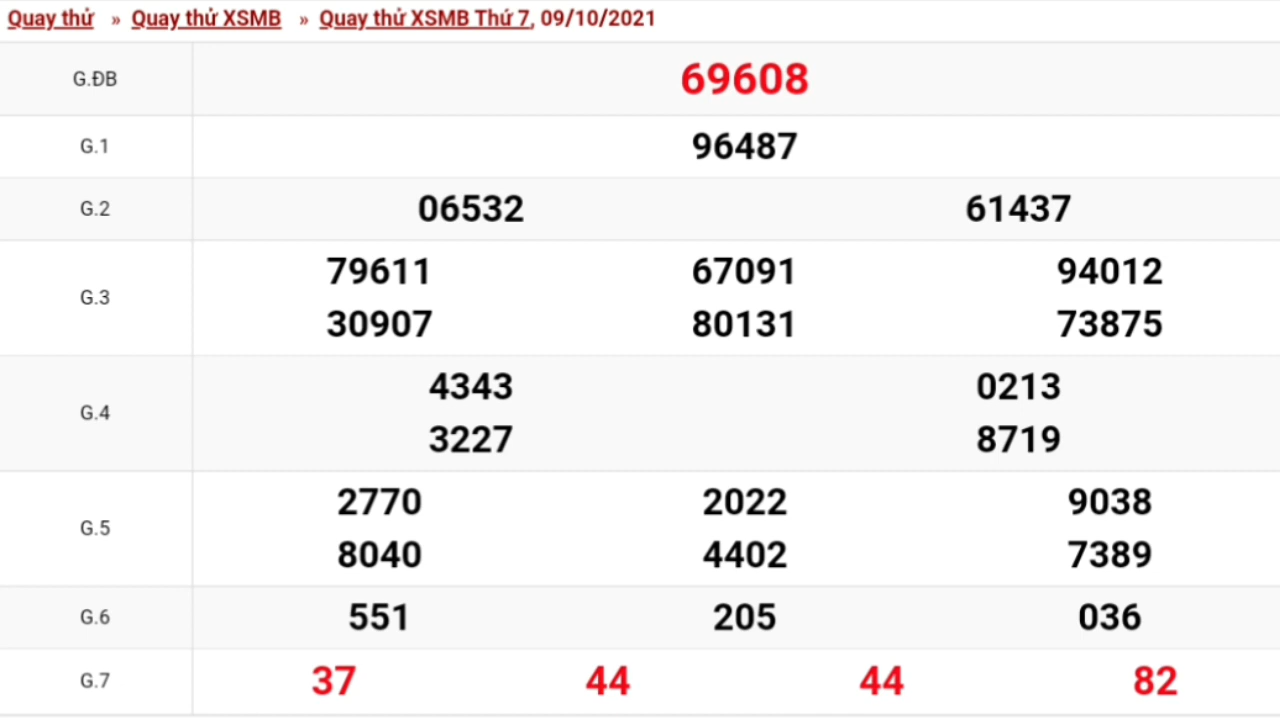 Quay thử » Quay thử XSMB » Quay thử XSMB Thứ 7, 09/10/2021
G.ĐB 69608
G.1 96487
G.2 06532 61437
G.3 79611 67091 94012
30907 80131 73875
G.4 4343 0213
3227 8719
G.5 2770 2022 9038
8040 4402 7389
G.6 551 205 036
G.7 37 44 44 82